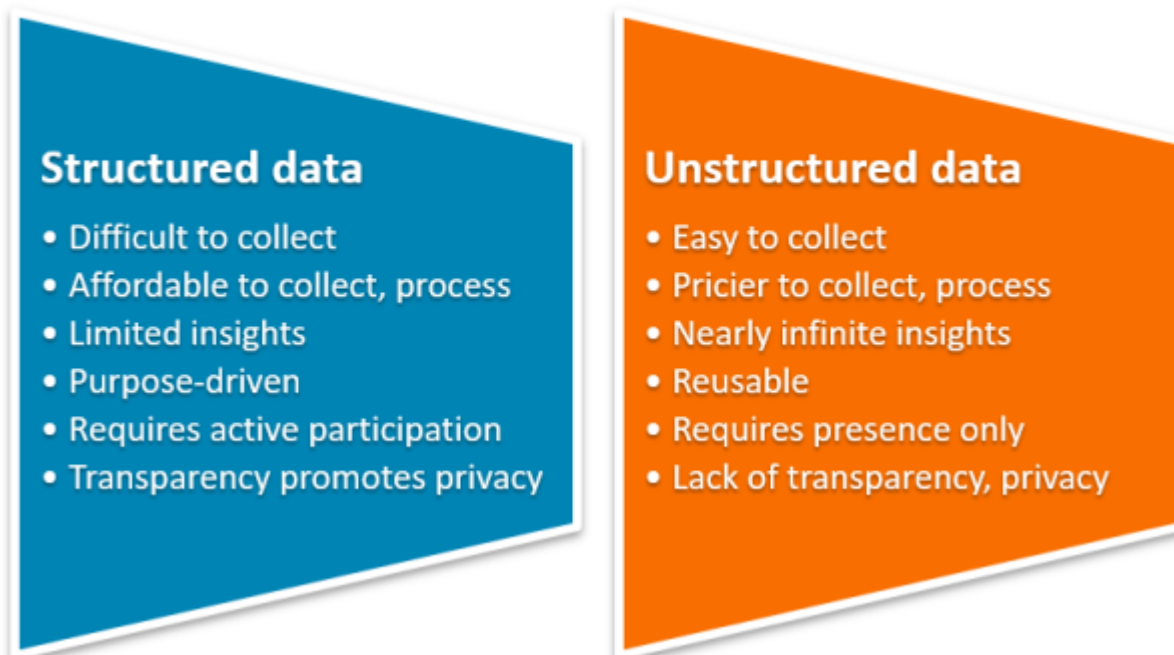 Structured data
• Difficult to collect
• Affordable to collect, process
• Limited insights
• Purpose-driven
• Requires active participation
• Transparency promotes privacy
Unstructured data
• Easy to collect
• Pricier to collect, process
• Nearly infinite insights
• Reusable
• Requires presence only
• Lack of transparency, privacy